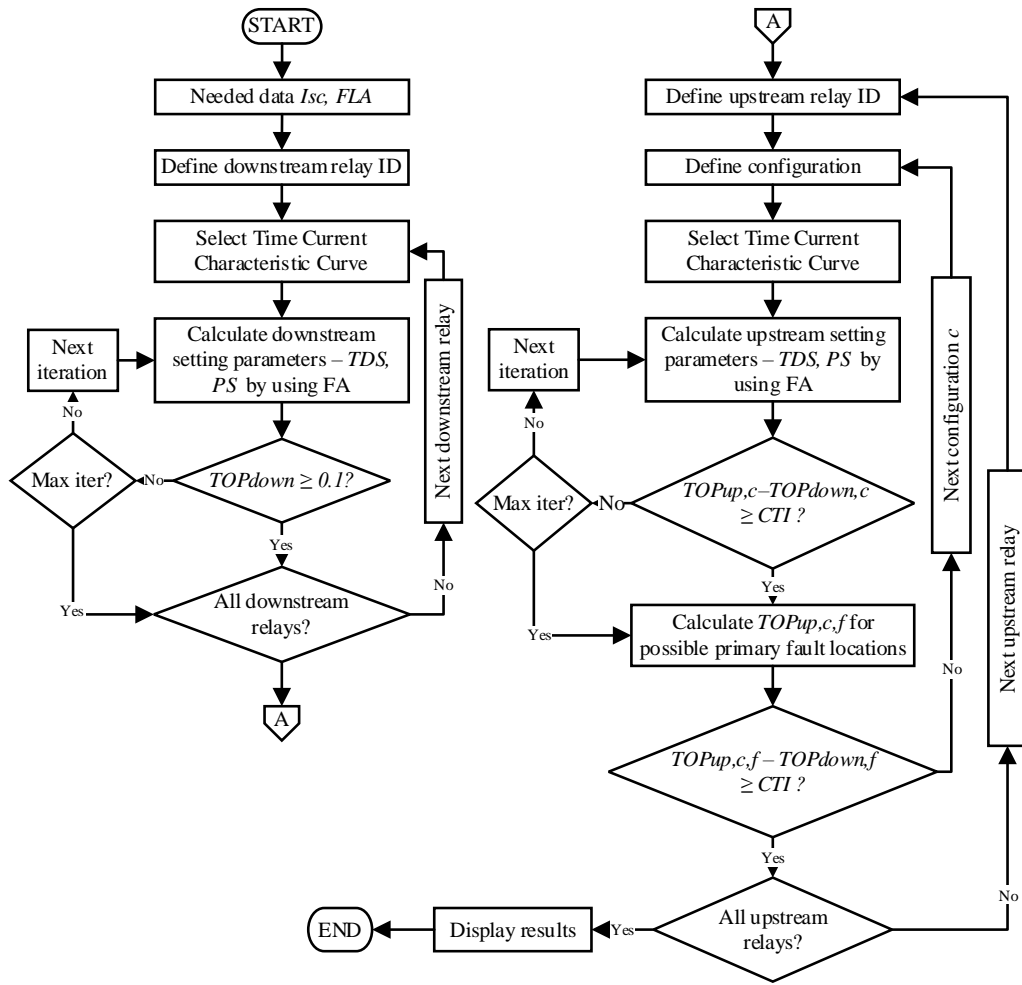 START
Needed data Isc, FLA
Define downstream relay ID
Select Time Current
Characteristic Curve
Calculate downstream
setting parameters – TDS,
PS by using FA
Next
iteration
No
Max iter?
No
TOPdown ≥ 0.1?
Next downstream relay
Yes
Yes
All downstream
relays?
No
A
A
Define upstream relay ID
Define configuration
Select Time Current
Characteristic Curve
Calculate upstream setting
parameters – TDS, PS by
using FA
Next
iteration
No
Max iter?
No
TOPup,c–TOPdown,c
≥ CTI ?
Next configuration c
Yes
Yes
Calculate TOPup,c,f for
possible primary fault locations
No
Next upstream relay
TOPup,c,f – TOPdown,f
≥ CTI ?
Yes
No
All upstream
relays?
Yes
Display results
END